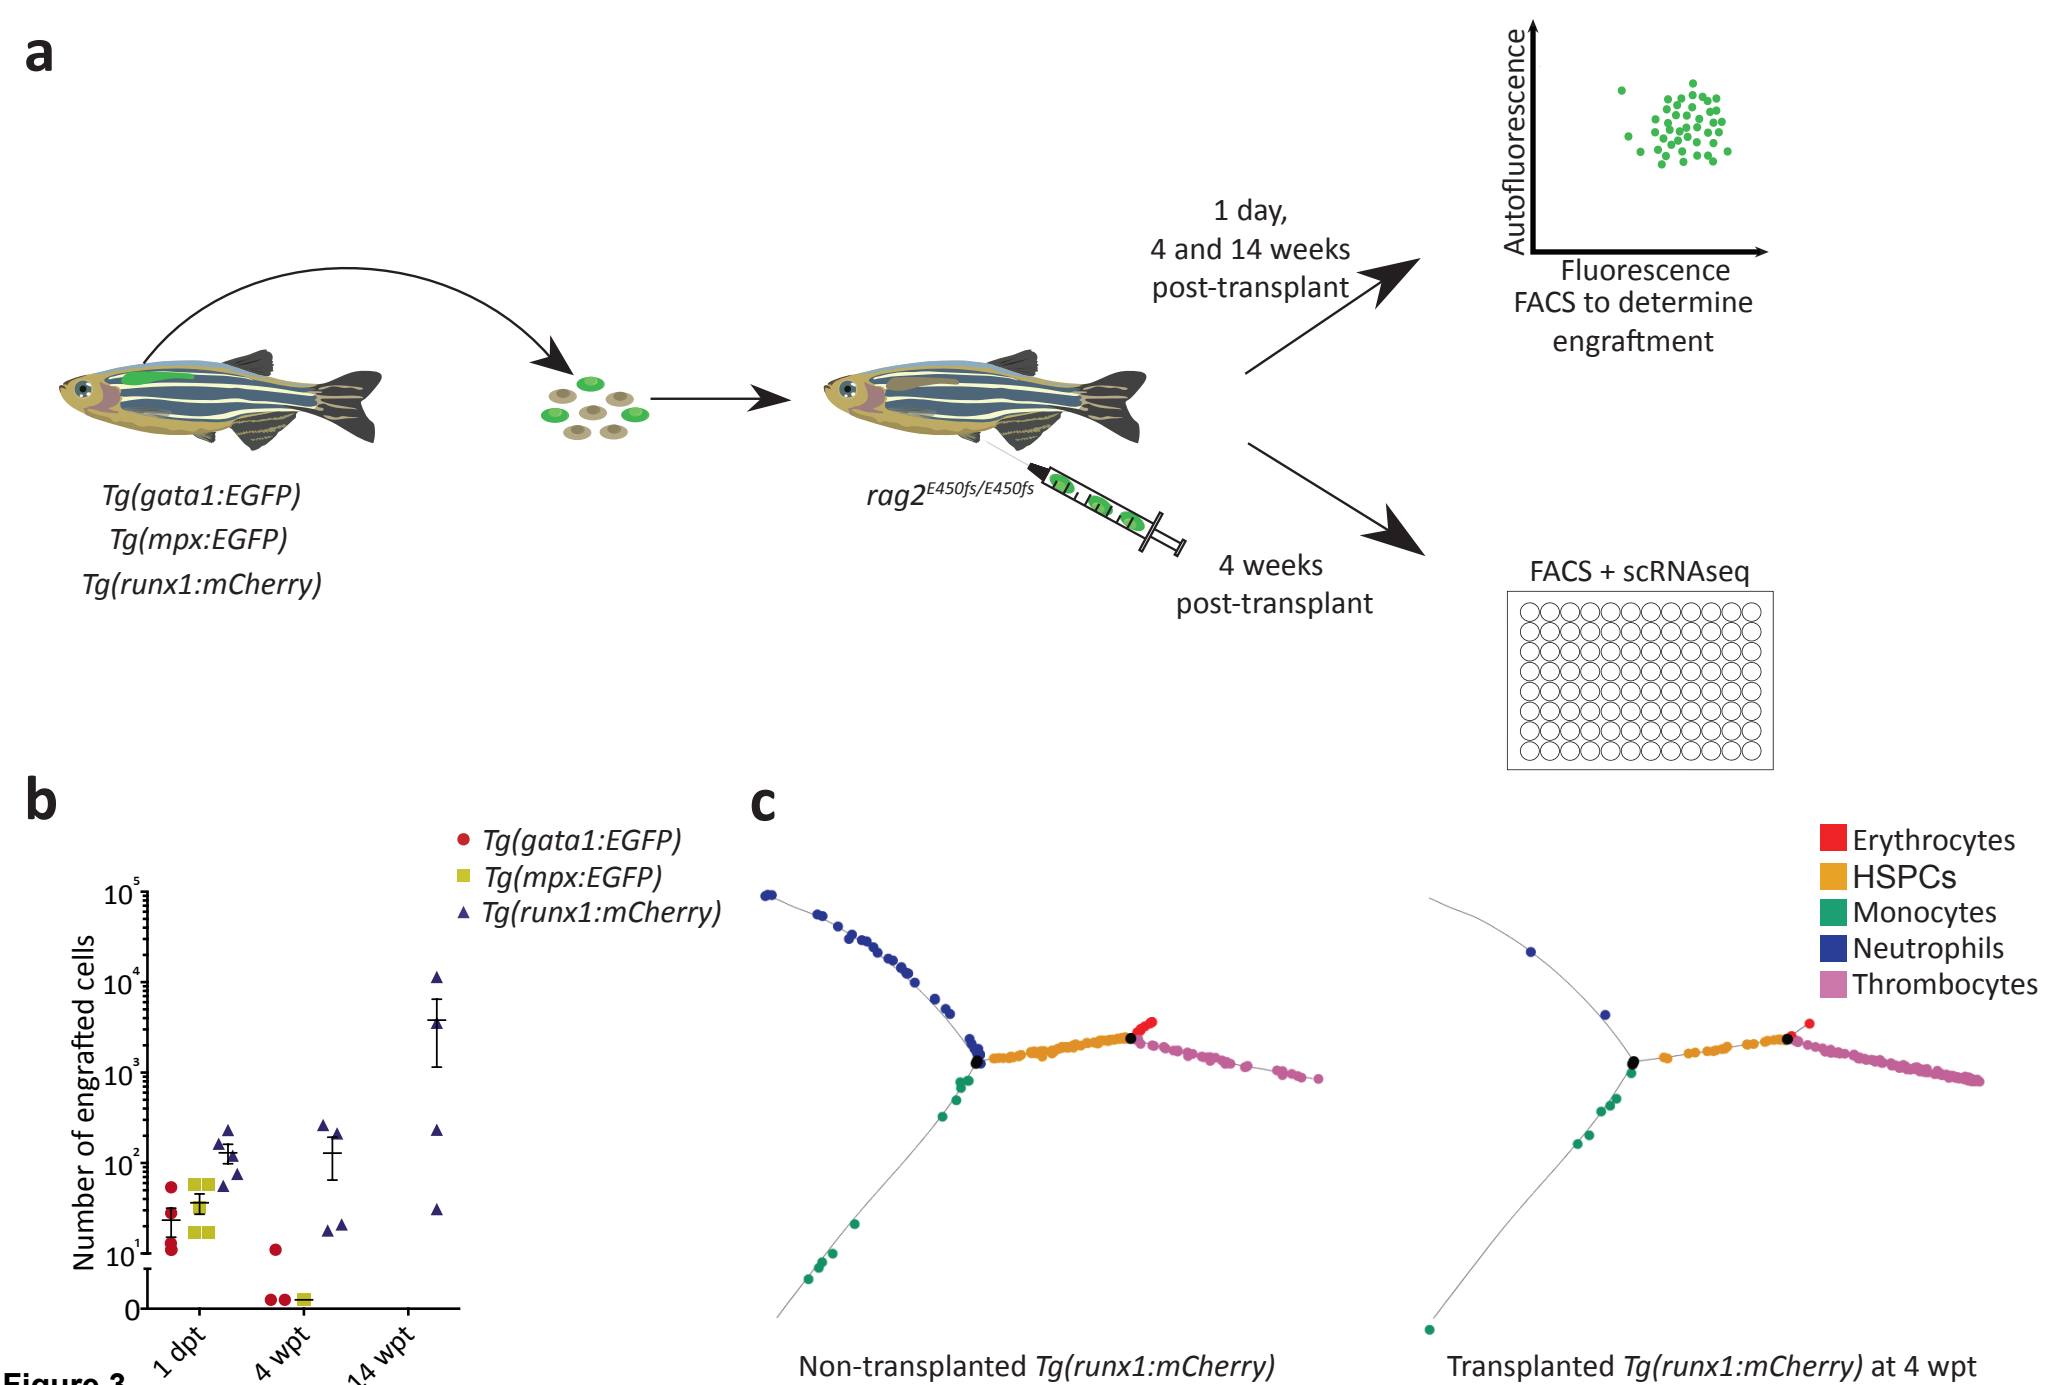 a
Tg(gata1:EGFP)
Tg(mpx:EGFP)
Tg(runx1:mCherry)
rag2E450fs/E450fs
1 day,
4 and 14 weeks
post-transplant
Autofluorescence
Fluorescence
FACS to determine
engraftment
4 weeks
post-transplant
FACS + scRNAseq
b
Tg(gata1:EGFP)
Tg(mpx:EGFP)
Tg(runx1:mCherry)
Number of engrafted cells
10⁵
10⁴
10³
10²
10¹
0
1 dpt
4 wpt
14 wpt
c
Erythrocytes
HSPCs
Monocytes
Neutrophils
Thrombocytes
Non-transplanted Tg(runx1:mCherry)
Transplanted Tg(runx1:mCherry) at 4 wpt
Figure 3